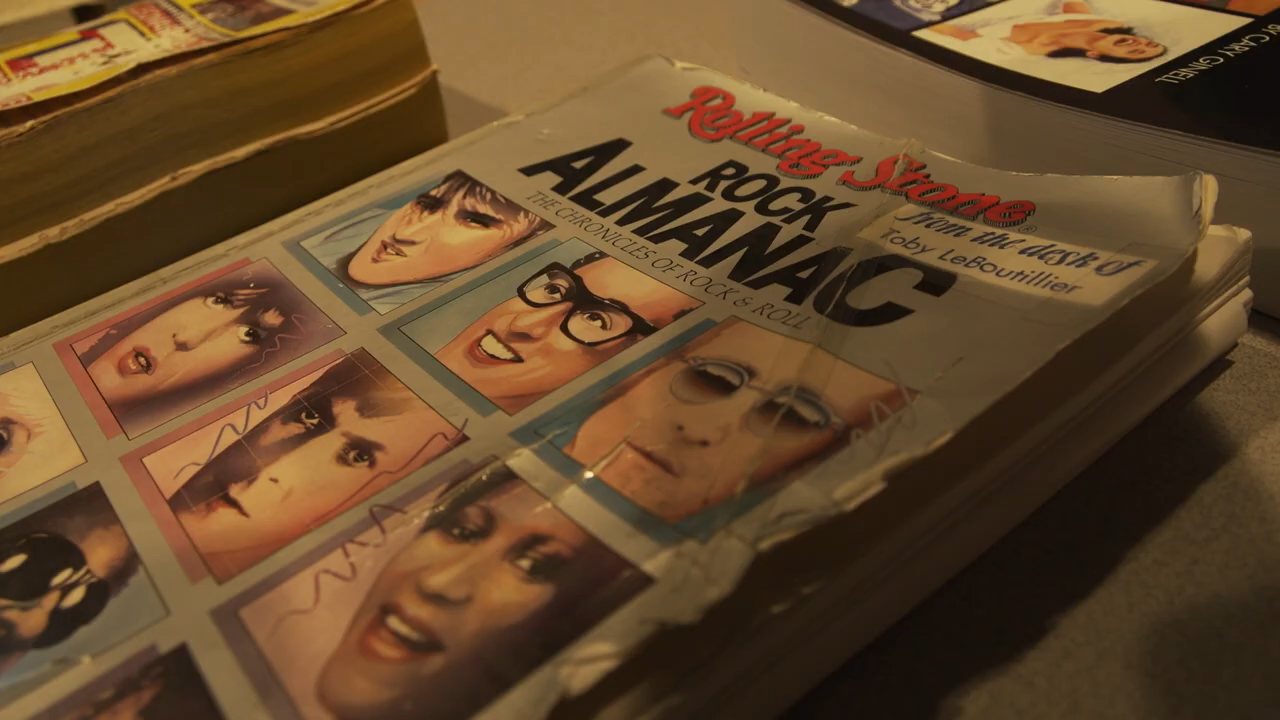 Rolling Stone®
ROCK
ALMANAC
THE CHRONICLES OF ROCK & ROLL
from the desk of
Toby LeBoutillier
BY CARY GINELL